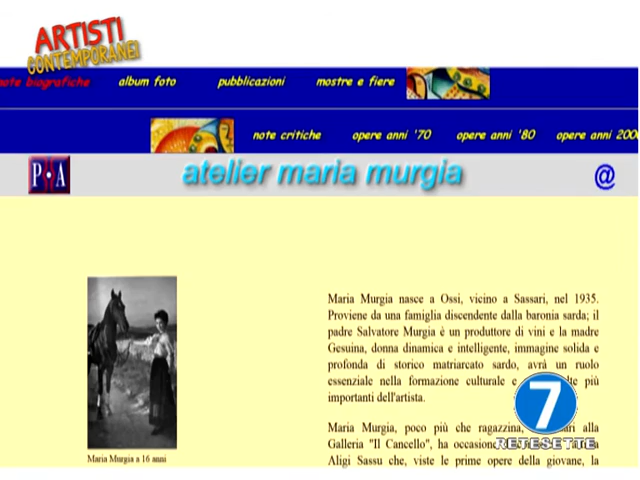 ARTISTI
CONTEMPORANEI
note biografiche album foto pubblicazioni mostre e fiere
note critiche opere anni '70 opere anni '80 opere anni 200
P•A atelier maria murgia @
Maria Murgia nasce a Ossi, vicino a Sassari, nel 1935.
Proviene da una famiglia discendente dalla baronia sarda; il
padre Salvatore Murgia è un produttore di vini e la madre
Gesuina, donna dinamica e intelligente, immagine solida e
profonda di storico matriarcato sardo, avrà un ruolo
essenziale nella formazione culturale e più
importanti dell'artista.
Maria Murgia, poco più che ragazzina, alla
Galleria "Il Cancello", ha occasione
Aligi Sassu che, viste le prime opere della giovane, la
Maria Murgia a 16 anni
7
RETESETTE